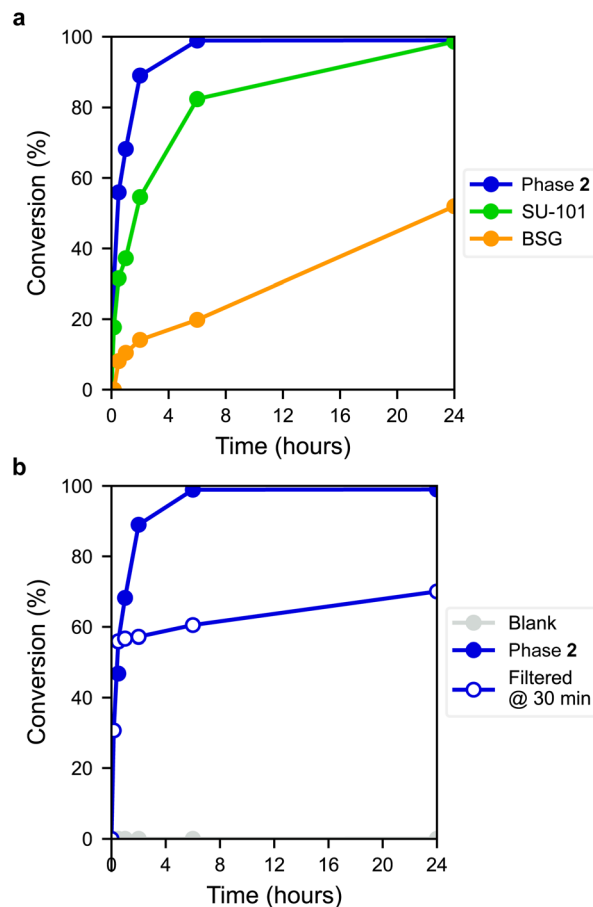 a
100
80
60
40
20
0
Conversion (%)
0 4 8 12 16 20 24
Time (hours)
Phase 2
SU-101
BSG
b
100
80
60
40
20
0
Conversion (%)
0 4 8 12 16 20 24
0
Time (hours)
Blank
Phase 2
Filtered
@ 30 min